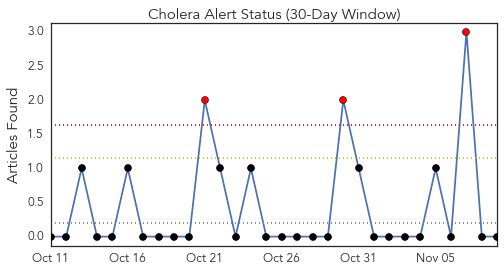 Cholera Alert Status (30-Day Window)
Articles Found
3.0
2.5
2.0
1.5
1.0
0.5
0.0
Oct 11 Oct 16 Oct 21 Oct 26 Oct 31 Nov 05